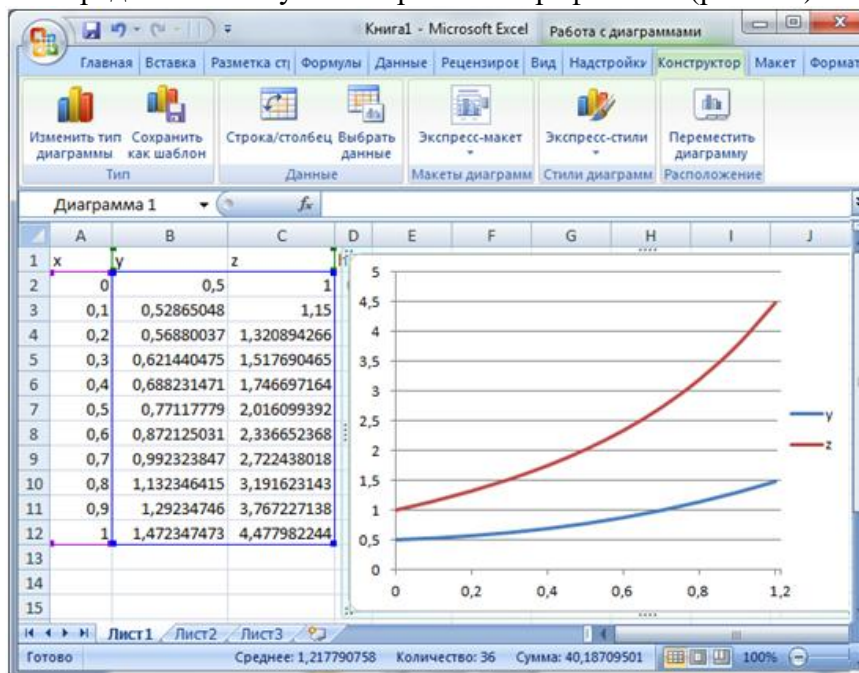 Книга1 - Microsoft Excel
Работа с диаграммами
Главная Вставка Разметка ст Формулы Данные Рецензиров Вид Надстройки Конструктор Макет Формат
Изменить тип диаграммы
Сохранить как шаблон
Строка/столбец
Выбрать данные
Экспресс-макет
Экспресс-стили
Переместить диаграмму
Тип Данные Макеты диаграмм Стили диаграмм Расположение
Диаграмма 1 fx
A B C D E F G H I J
1 x y z
2 0 0,5 1
3 0,1 0,52865048 1,15
4 0,2 0,56880037 1,320894266
5 0,3 0,621440475 1,517690465
6 0,4 0,688231471 1,746697164
7 0,5 0,77117779 2,016099392
8 0,6 0,872125031 2,336652368
9 0,7 0,992323847 2,722438018
10 0,8 1,132346415 3,191623143
11 0,9 1,29234746 3,767227138
12 1 1,472347473 4,477982244
13
14
15
5
4,5
4
3,5
3
2,5
2
1,5
1
0,5
0
0 0,2 0,4 0,6 0,8 1,2
y
z
Лист1 Лист2 Лист3
Готово Среднее: 1,217790758 Количество: 36 Сумма: 40,18709501 100%